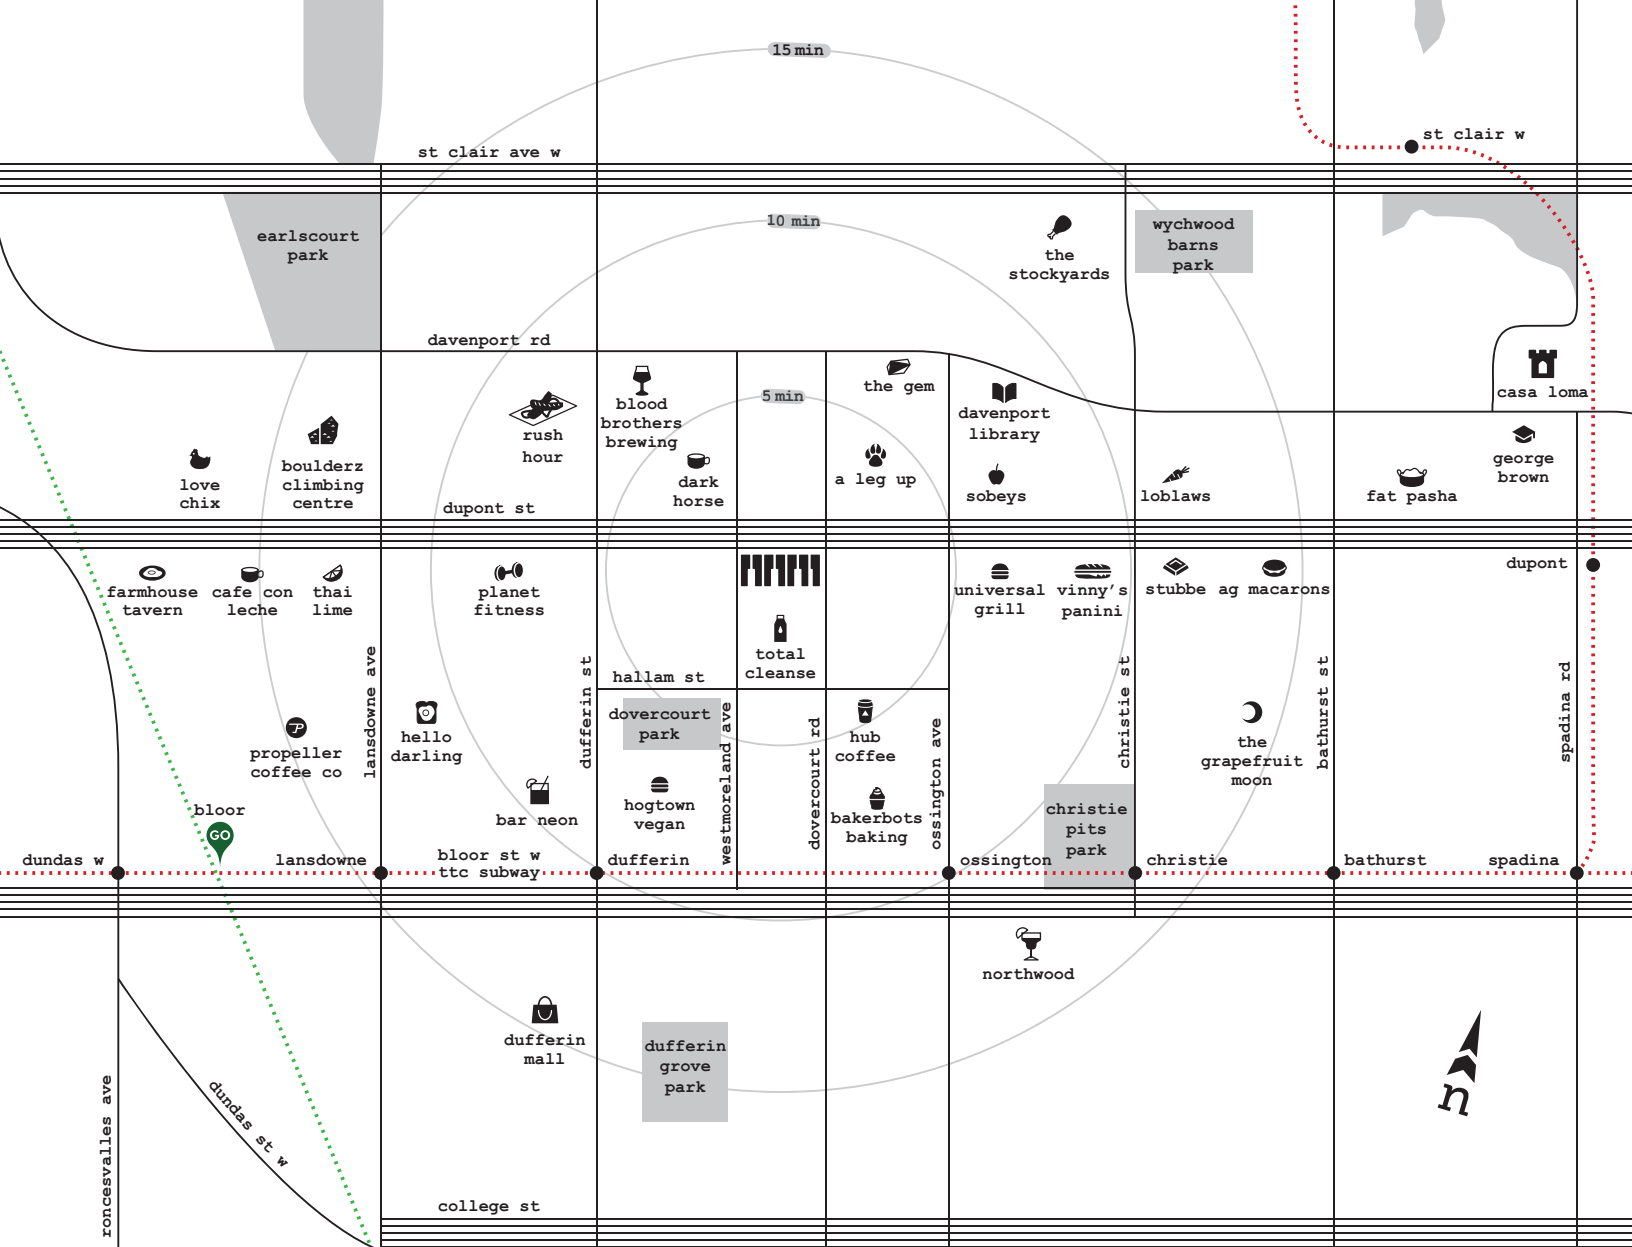 15 min
st clair w
st clair ave w
10 min
wychwood
barns
park
earlscourt
park
the
stockyards
davenport rd
5 min
the gem
casa loma
blood
brothers
brewing
davenport
library
rush
hour
george
brown
love
chix
boulderz
climbing
centre
dark
horse
a leg up
sobeys
loblaws
fat pasha
dupont st
dupont
farmhouse
tavern
cafe con
leche
thai
lime
planet
fitness
universal
grill
vinny's
panini
stubbe
ag macarons
total
cleanse
hallam st
lansdowne ave
dufferin st
christie st
bathurst st
spadina rd
dovercourt
park
westmoreland ave
dovercourt rd
ossington ave
propeller
coffee co
hello
darling
hub
coffee
the
grapefruit
moon
bloor
GO
bar neon
hogtown
vegan
bakerbots
baking
christie
pits
park
dundas w
lansdowne
bloor st w
ttc subway
dufferin
ossington
christie
bathurst
spadina
northwood
dufferin
mall
dufferin
grove
park
n
roncesvalles ave
dundas st w
college st